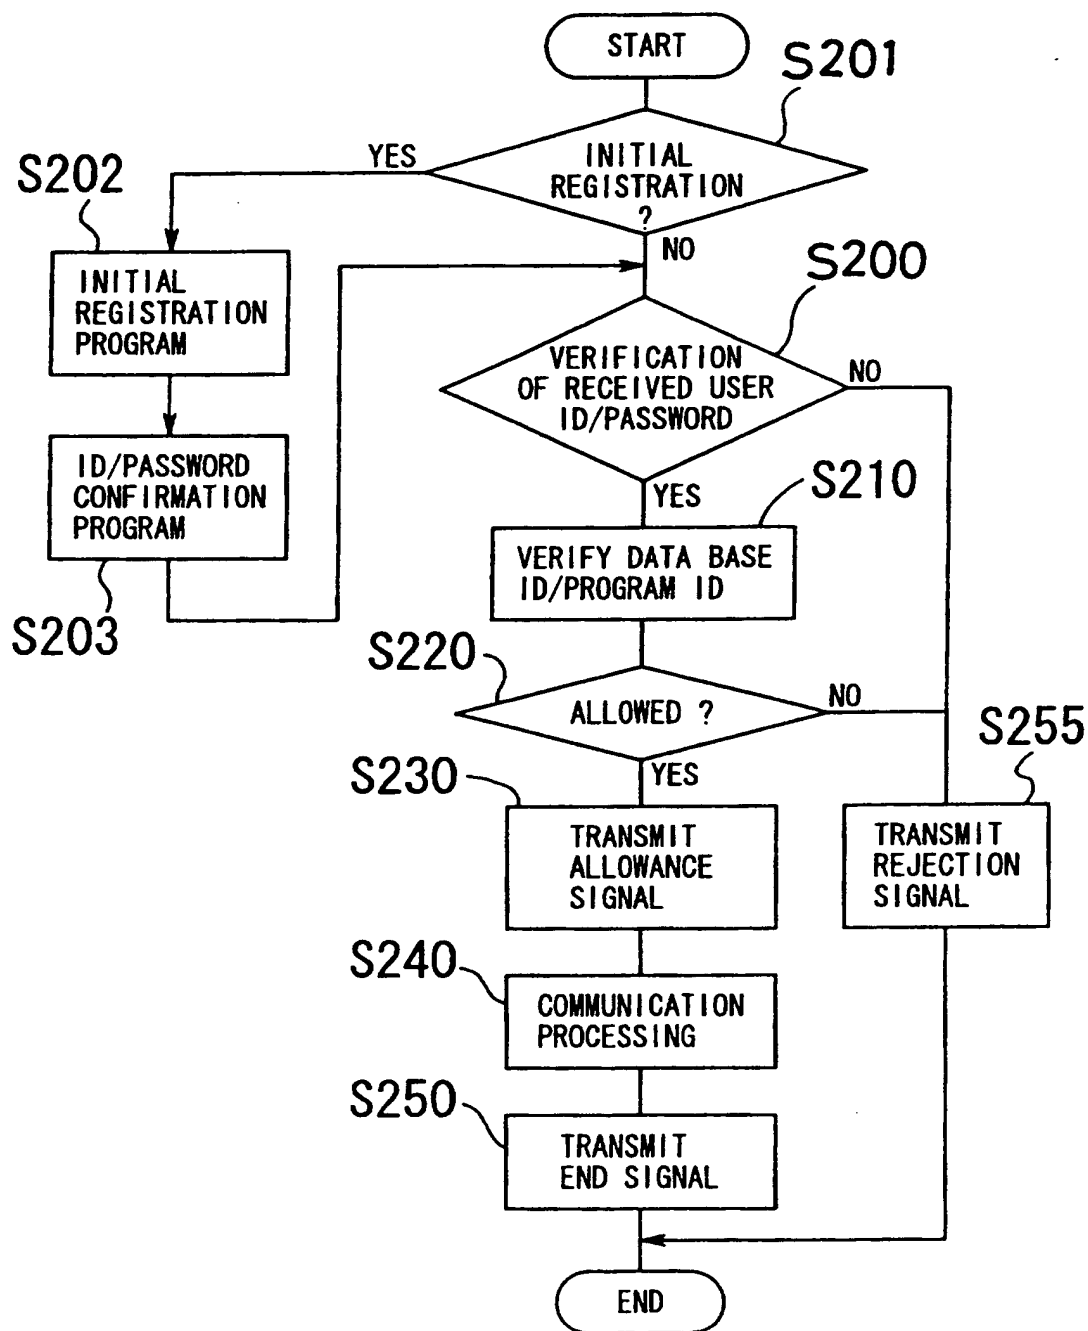 START
S201
INITIAL
REGISTRATION
?
YES
NO
S202
INITIAL
REGISTRATION
PROGRAM
ID/PASSWORD
CONFIRMATION
PROGRAM
S203
S200
VERIFICATION
OF RECEIVED USER
ID/PASSWORD
NO
YES
S210
VERIFY DATA BASE
ID/PROGRAM ID
S220
ALLOWED ?
NO
YES
S230
TRANSMIT
ALLOWANCE
SIGNAL
S255
TRANSMIT
REJECTION
SIGNAL
S240
COMMUNICATION
PROCESSING
S250
TRANSMIT
END SIGNAL
END